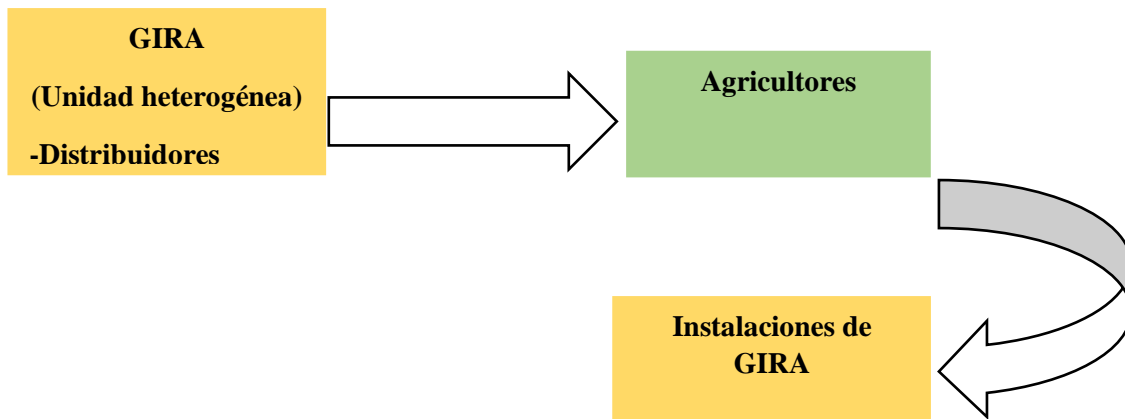 GIRA
(Unidad heterogénea)
-Distribuidores
Agricultores
Instalaciones de
GIRA